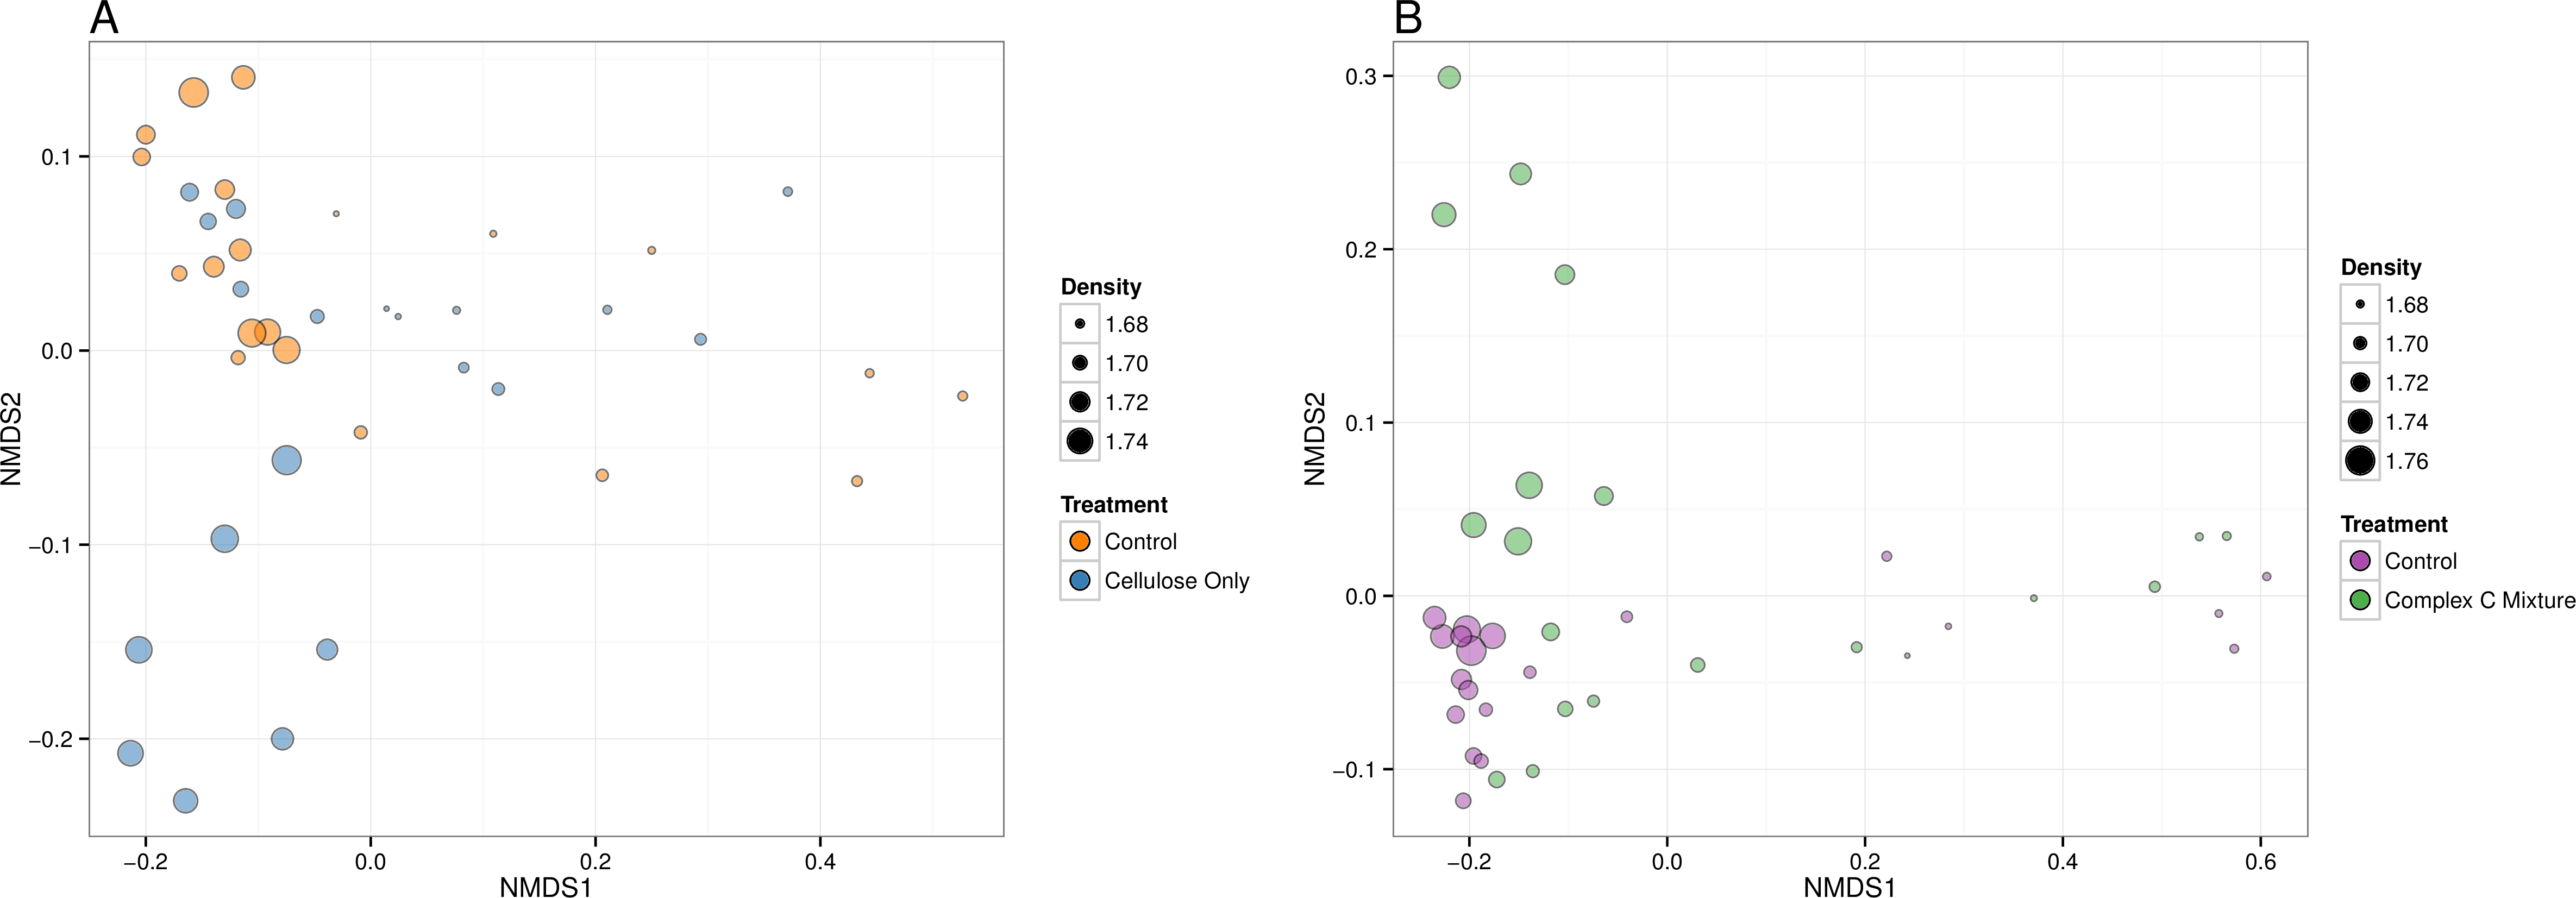 A
NMDS2
0.1
0.0
−0.1
−0.2
−0.2 0.0 0.2 0.4
NMDS1
Density
1.68
1.70
1.72
1.74
Treatment
Control
Cellulose Only
B
NMDS2
0.3
0.2
0.1
0.0
−0.1
−0.2 0.0 0.2 0.4 0.6
NMDS1
Density
1.68
1.70
1.72
1.74
1.76
Treatment
Control
Complex C Mixture